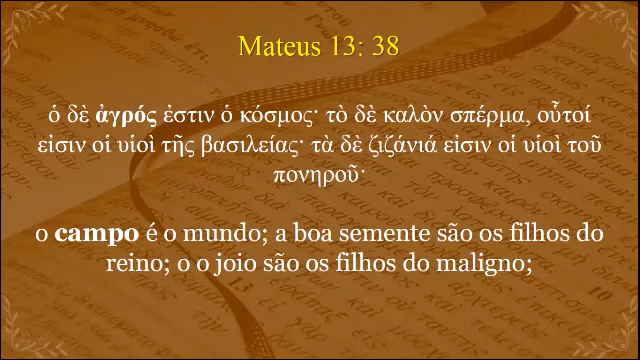 Mateus 13: 38
ὁ δὲ ἀγρός ἐστιν ὁ κόσμος· τὸ δὲ καλὸν σπέρμα, οὗτοί
εἰσιν οἱ υἱοὶ τῆς βασιλείας· τὰ δὲ ζιζάνιά εἰσιν οἱ υἱοὶ τοῦ
πονηροῦ·
o campo é o mundo; a boa semente são os filhos do
reino; o o joio são os filhos do maligno;